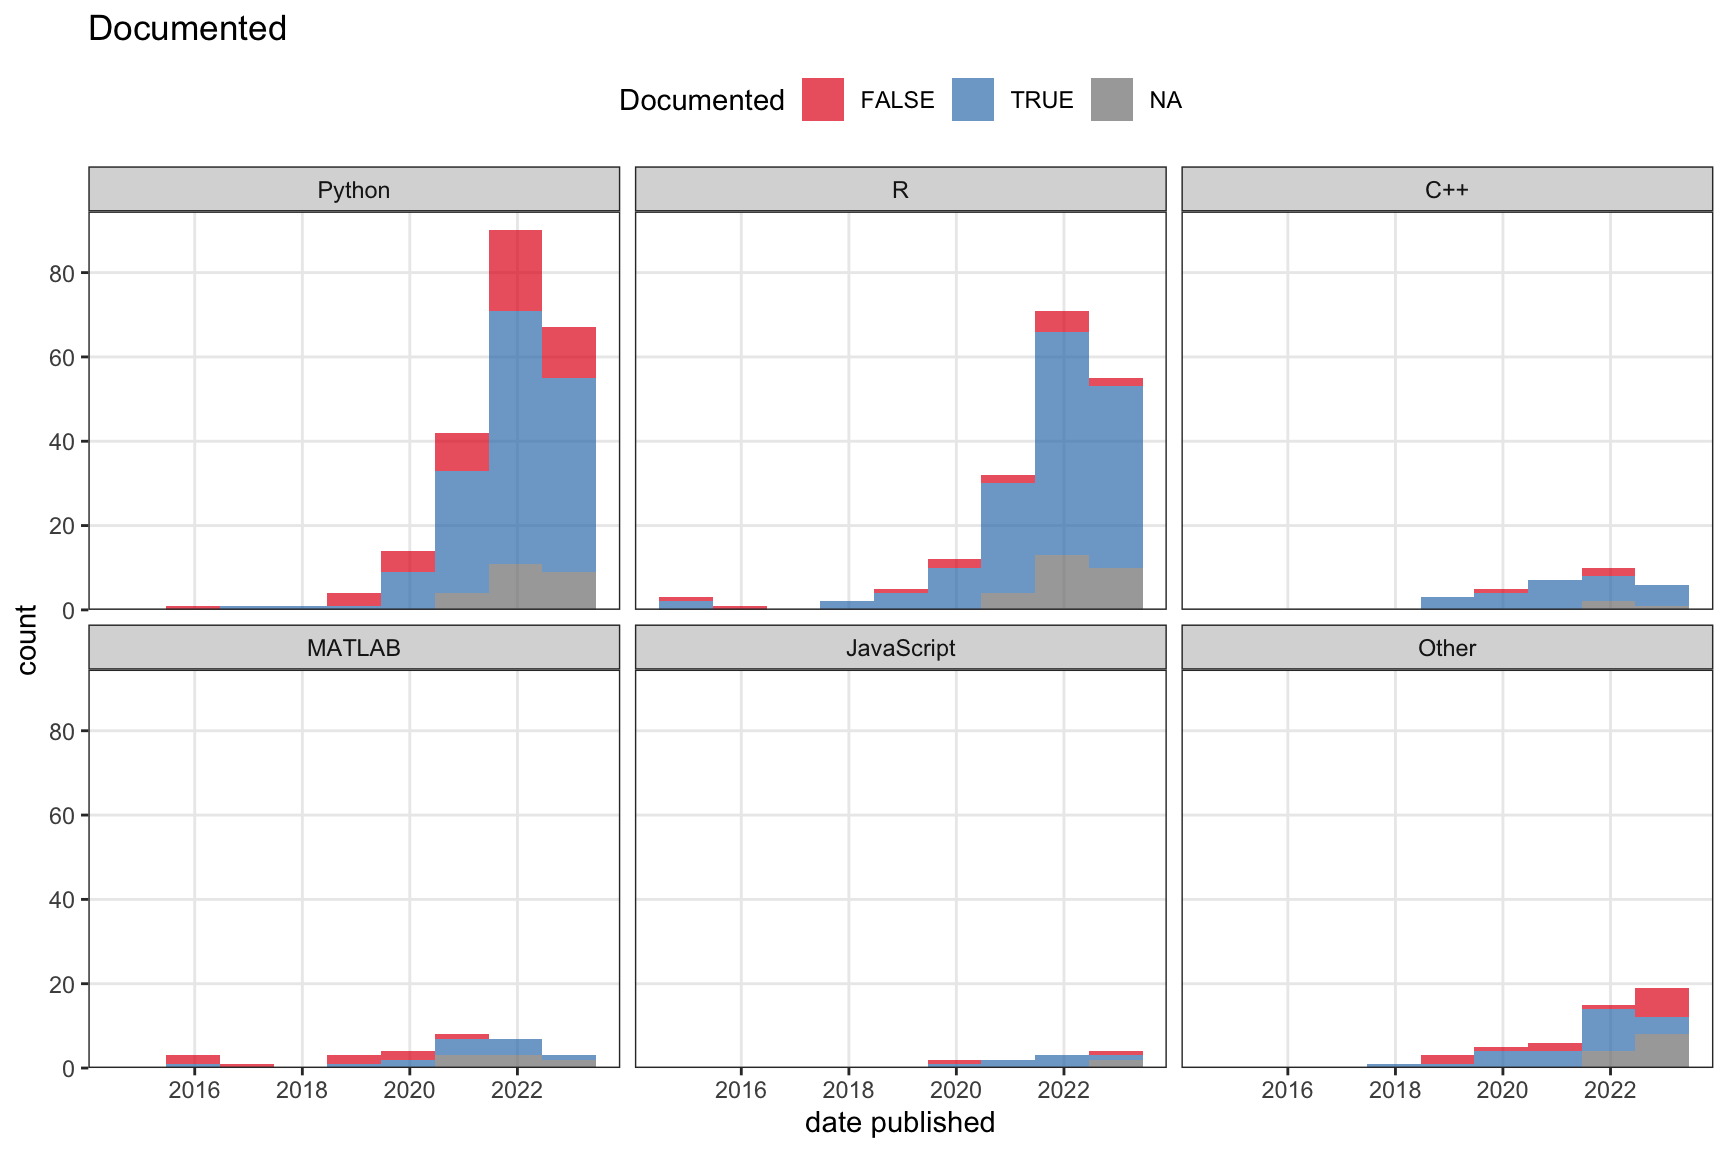 Documented
Documented FALSE TRUE NA
Python R C++
80
60
40
20
0
count
MATLAB JavaScript Other
80
60
40
20
0
2016 2018 2020 2022 2016 2018 2020 2022 2016 2018 2020 2022
date published